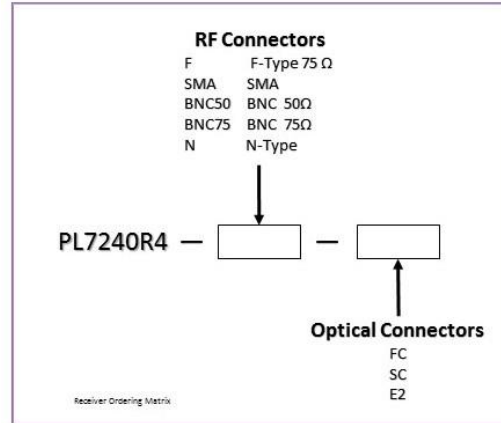 RF Connectors
F F-Type 75 Ω
SMA SMA
BNC50 BNC 50Ω
BNC75 BNC 75Ω
N N-Type
PL7240R4 — —
Optical Connectors
FC
SC
E2
Receiver Ordering Matrix